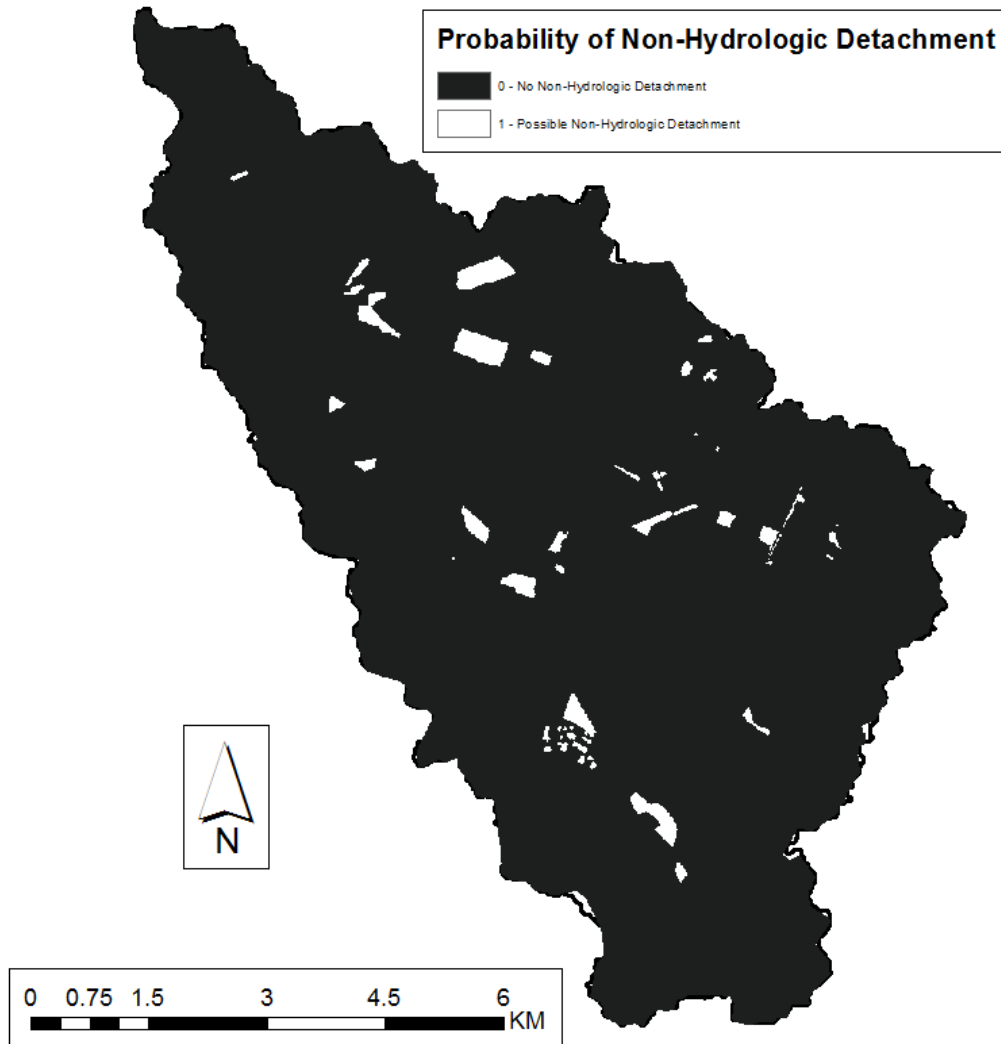 Probability of Non-Hydrologic Detachment
0 - No Non-Hydrologic Detachment
1 - Possible Non-Hydrologic Detachment
N
0 0.75 1.5 3 4.5 6
KM